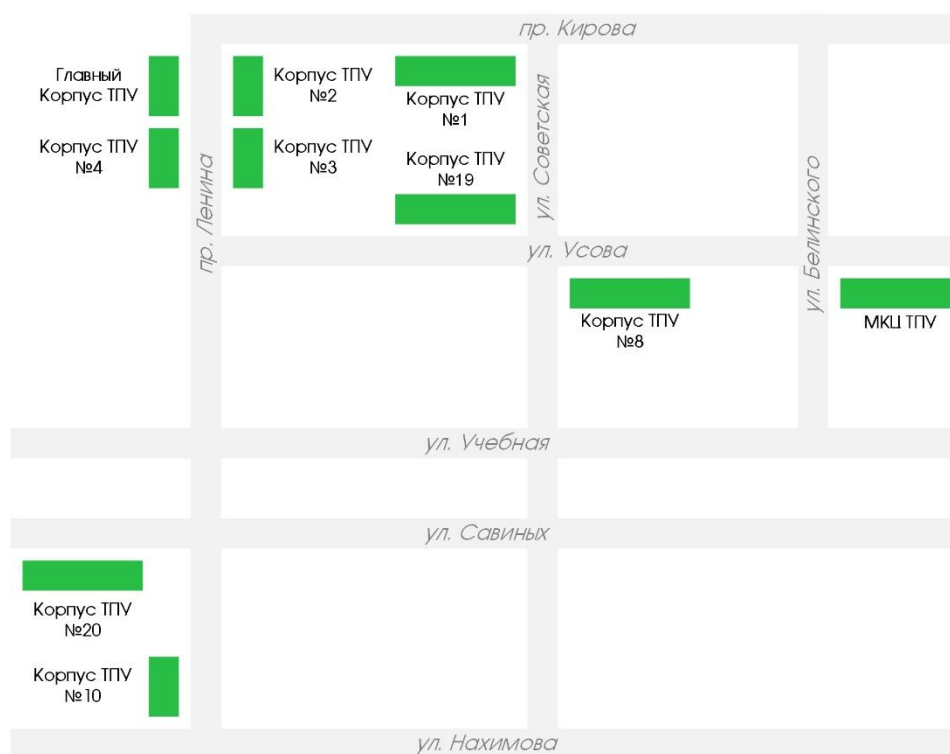 пр. Кирова
Главный
Корпус ТПУ
Корпус ТПУ
№2
Корпус ТПУ
№1
Корпус ТПУ
№4
Корпус ТПУ
№3
Корпус ТПУ
№19
пр. Ленина
ул. Советская
ул. Белинского
ул. Усова
Корпус ТПУ
№8
МКЦ ТПУ
ул. Учебная
ул. Савиных
Корпус ТПУ
№20
Корпус ТПУ
№10
ул. Нахимова